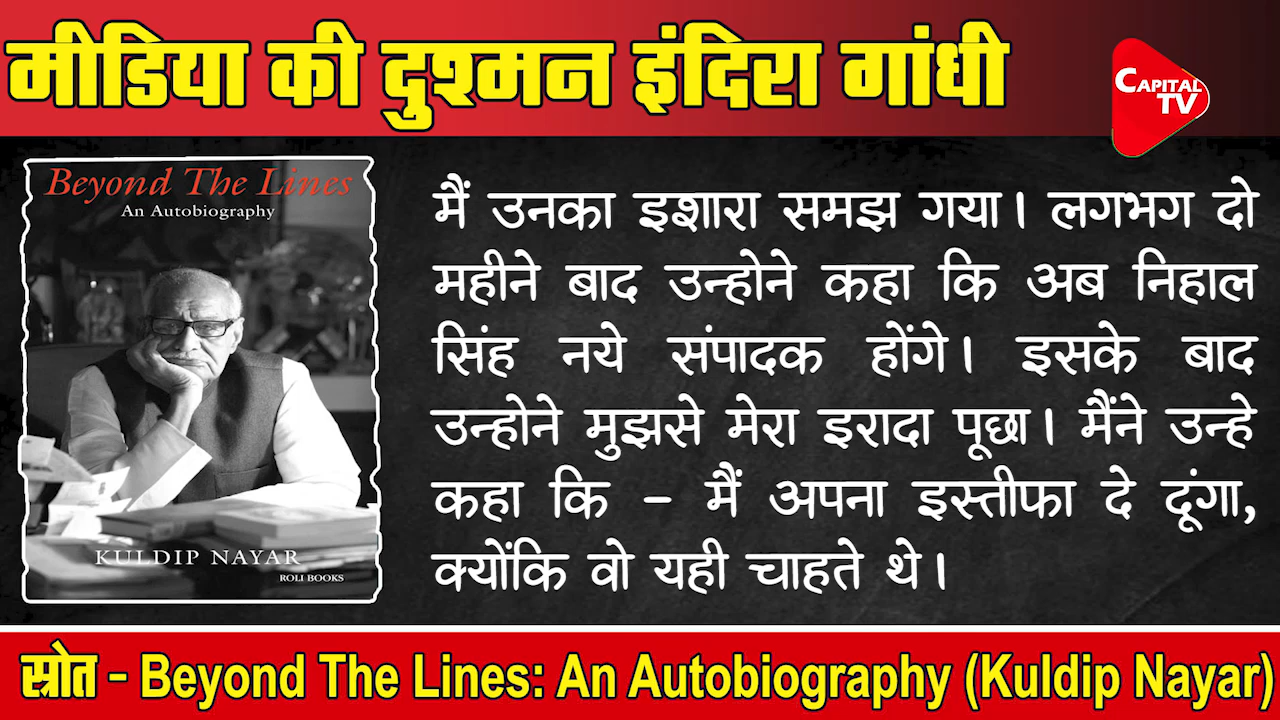 मीडिया की दुश्मन इंदिरा गांधी
CAPITAL
TV
Beyond The Lines
An Autobiography
KULDIP NAYAR
ROLI BOOKS
मैं उनका इशारा समझ गया। लगभग दो
महीने बाद उन्होने कहा कि अब निहाल
सिंह नये संपादक होंगे। इसके बाद
उन्होने मुझसे मेरा इरादा पूछा। मैंने उन्हे
कहा कि - मैं अपना इस्तीफा दे दूंगा,
क्योंकि वो यही चाहते थे।
स्रोत - Beyond The Lines: An Autobiography (Kuldip Nayar)